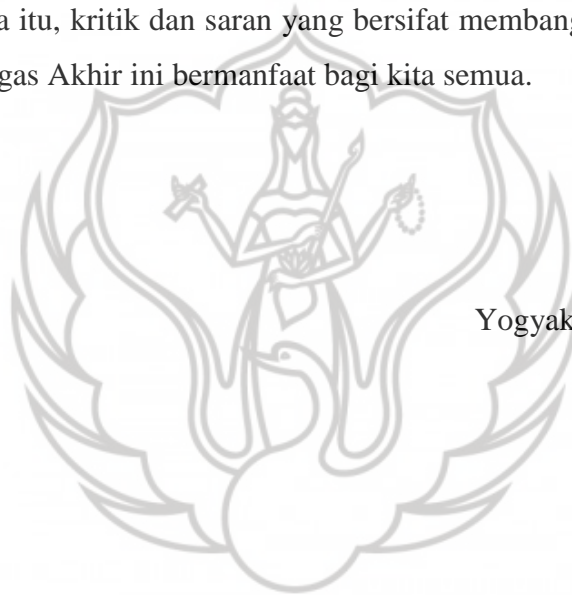 a itu, kritik dan saran yang bersifat membang
gas Akhir ini bermanfaat bagi kita semua.
Yogyak